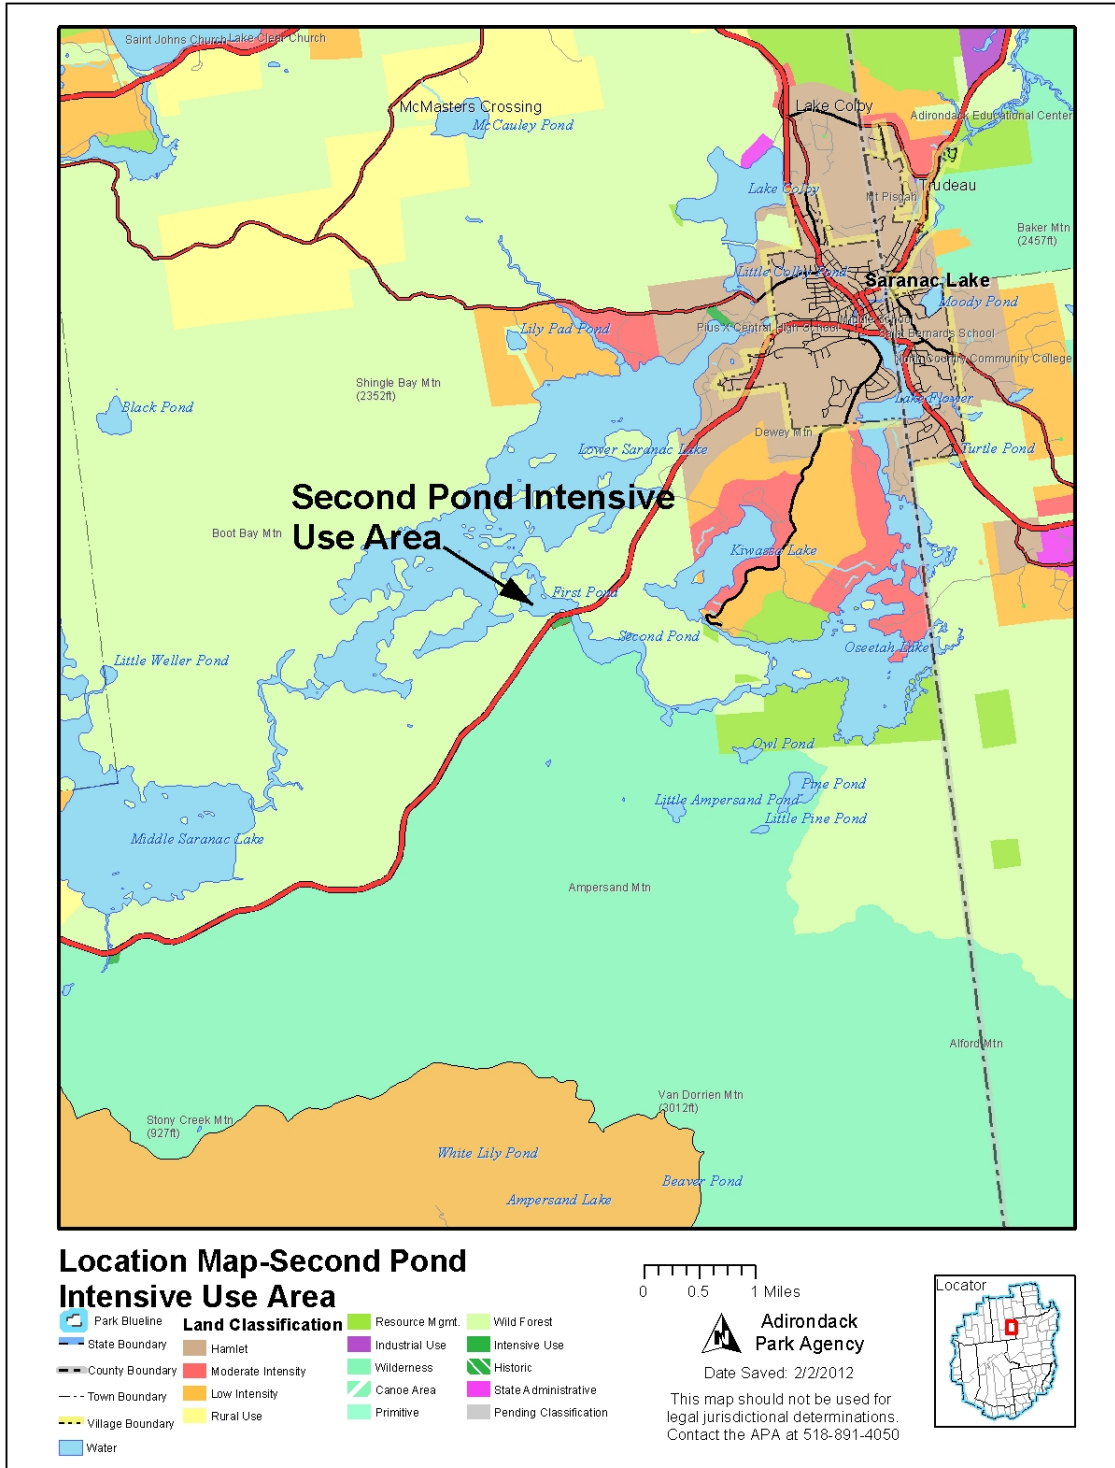 Saint Johns Church
Lake Clear Church
McMasters Crossing
McCauley Pond
Lake Colby
Adirondack Educational Center
Lake Colby
Trudeau
Mt Pisgah
Baker Mtn
(2457ft)
Little Colby Pond
Saranac Lake
Moody Pond
Lily Pad Pond
Pius X Central High School
Middle School
Saint Bernards School
North Country Community College
Shingle Bay Mtn
(2352ft)
Black Pond
Lake Flower
Dewey Mtn
Lower Saranac Lake
Turtle Pond
Second Pond Intensive
Use Area
Boot Bay Mtn
Kiwassa Lake
First Pond
Second Pond
Oseetah Lake
Little Weller Pond
Owl Pond
Pine Pond
Little Ampersand Pond
Little Pine Pond
Middle Saranac Lake
Ampersand Mtn
Alford Mtn
Van Dorrien Mtn
(3012ft)
Stony Creek Mtn
(927ft)
White Lily Pond
Beaver Pond
Ampersand Lake
Location Map-Second Pond
Intensive Use Area
Park Blueline
State Boundary
County Boundary
Town Boundary
Village Boundary
Water
Land Classification
Hamlet
Moderate Intensity
Low Intensity
Rural Use
Resource Mgmt.
Industrial Use
Wilderness
Canoe Area
Primitive
Wild Forest
Intensive Use
Historic
State Administrative
Pending Classification
0 0.5 1 Miles
N
Adirondack
Park Agency
Date Saved: 2/2/2012
This map should not be used for
legal jurisdictional determinations.
Contact the APA at 518-891-4050
Locator